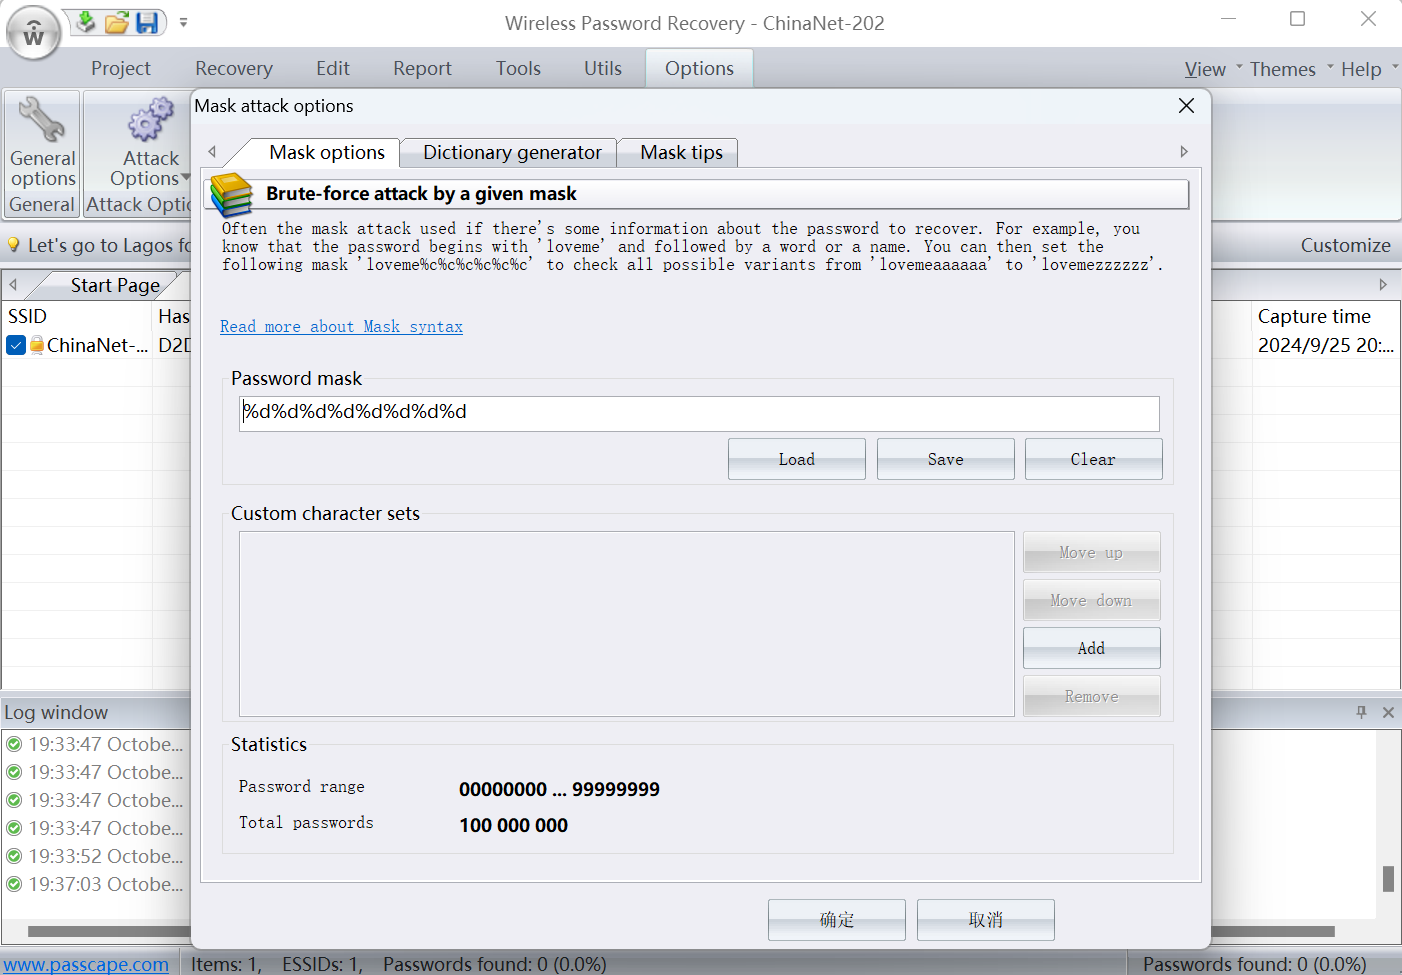 Wireless Password Recovery - ChinaNet-202
Project Recovery Edit Report Tools Utils Options View Themes Help
General options
Attack Options
General
Attack Optio
Let's go to Lagos fo
Customize
Start Page
SSID Has Capture time
ChinaNet-... D2D 2024/9/25 20:...
Mask attack options
Mask options Dictionary generator Mask tips
Brute-force attack by a given mask
Often the mask attack used if there's some information about the password to recover. For example, you
know that the password begins with 'loveme' and followed by a word or a name. You can then set the
following mask 'loveme%c%c%c%c%c%c' to check all possible variants from 'lovemeaaaaaa' to 'lovemezzzzzz'.
Read more about Mask syntax
Password mask
%d%d%d%d%d%d%d%d
Load Save Clear
Custom character sets
Move up
Move down
Add
Remove
Statistics
Password range 00000000 ... 99999999
Total passwords 100 000 000
确定 取消
Log window
19:33:47 Octobe...
19:33:47 Octobe...
19:33:47 Octobe...
19:33:47 Octobe...
19:33:52 Octobe...
19:37:03 Octobe...
www.passcape.com Items: 1, ESSIDs: 1, Passwords found: 0 (0.0%) Passwords found: 0 (0.0%)